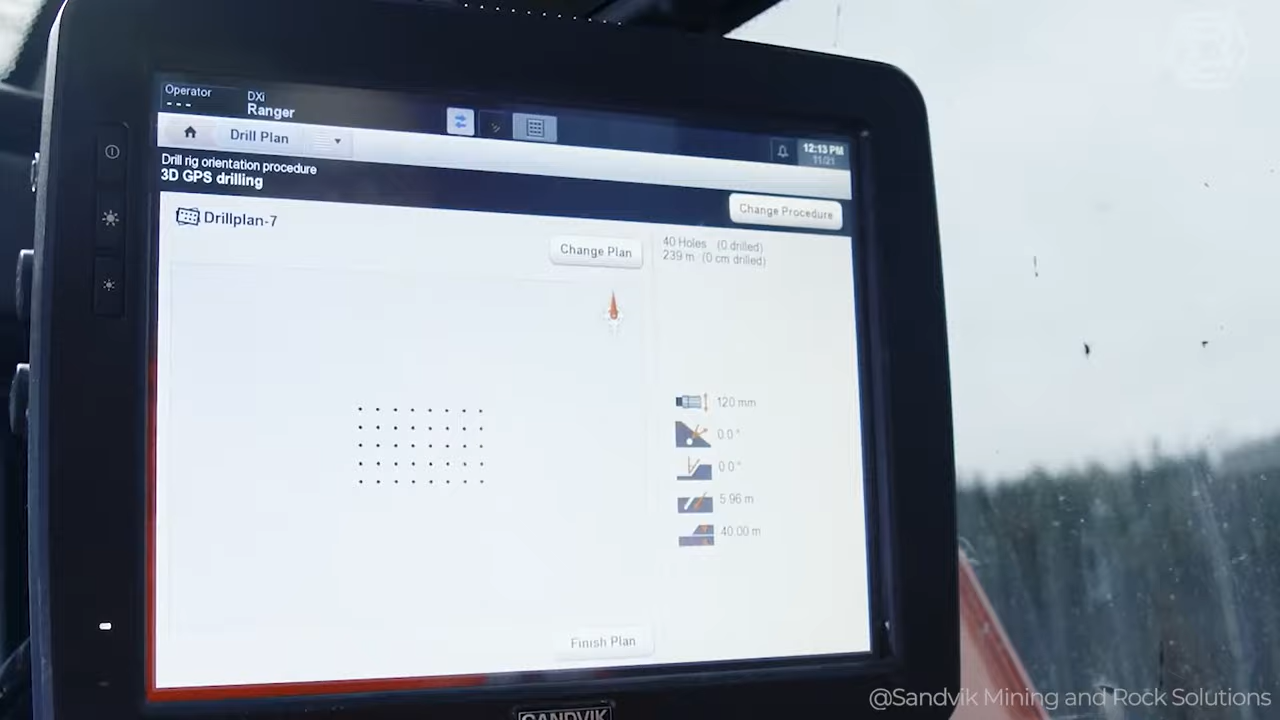 Operator
- - -
DXi
Ranger
Drill Plan
12:13 PM
11/21
Drill rig orientation procedure
3D GPS drilling
Change Procedure
Drillplan-7
Change Plan
40 Holes (0 drilled)
239 m (0 cm drilled)
120 mm
0.0 °
0.0 °
5.96 m
40.00 m
Finish Plan
SANDVIK
@Sandvik Mining and Rock Solutions